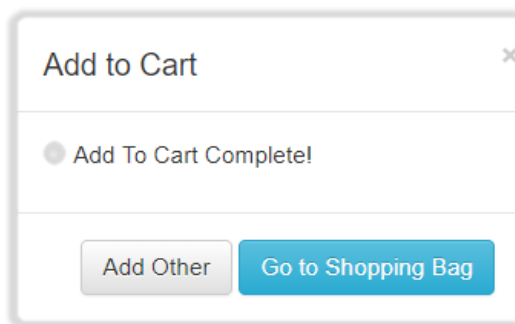 Add to Cart
×
Add To Cart Complete!
Add Other
Go to Shopping Bag